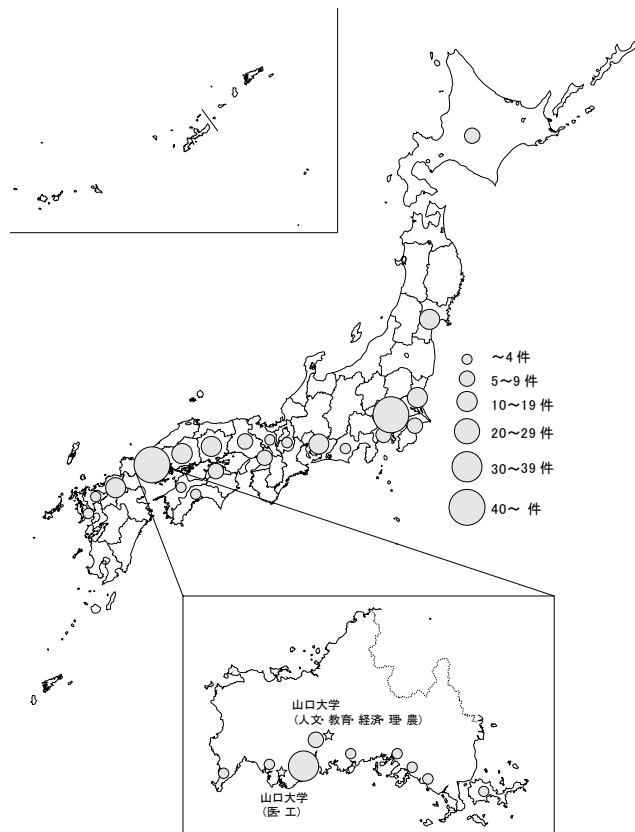 ～4 件
5～9 件
10～19 件
20～29 件
30～39 件
40～ 件
山口大学
（人文・教育・経済・理・農）
山口大学
（医・工）